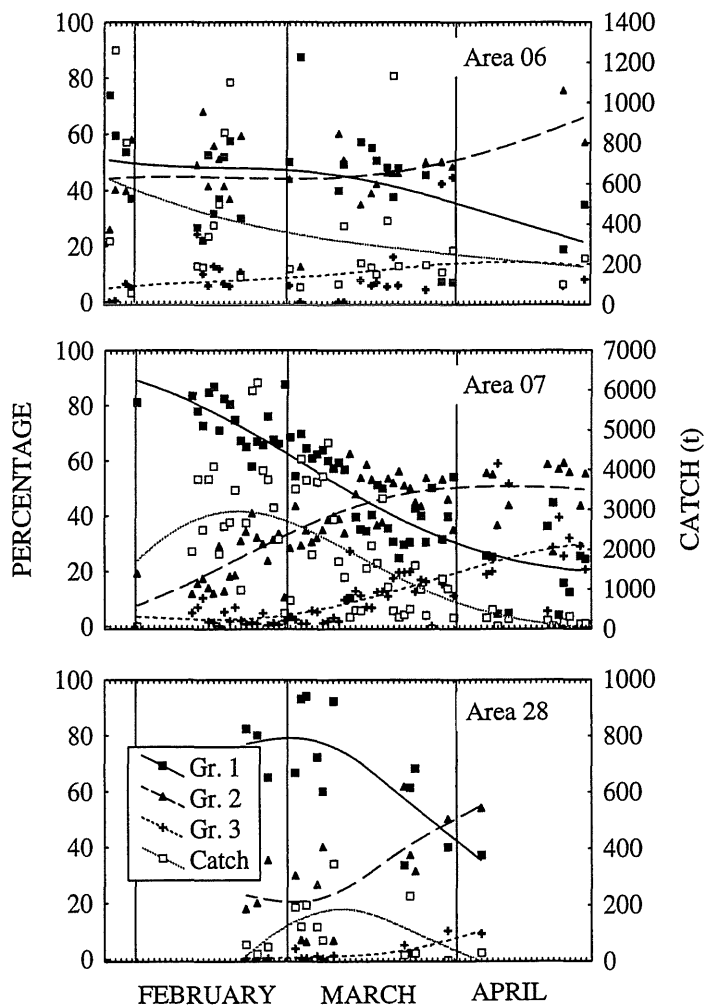 100 1400
Area 06
80 1200
1000
60 800
40 600
400
20 200
0 0
100 7000
Area 07
80 6000
5000
60 4000
40 3000
2000
20 1000
0 0
PERCENTAGE
CATCH (t)
100 1000
Area 28
80 800
60 600
40 400
20 200
0 0
Gr. 1
Gr. 2
Gr. 3
Catch
FEBRUARY MARCH APRIL